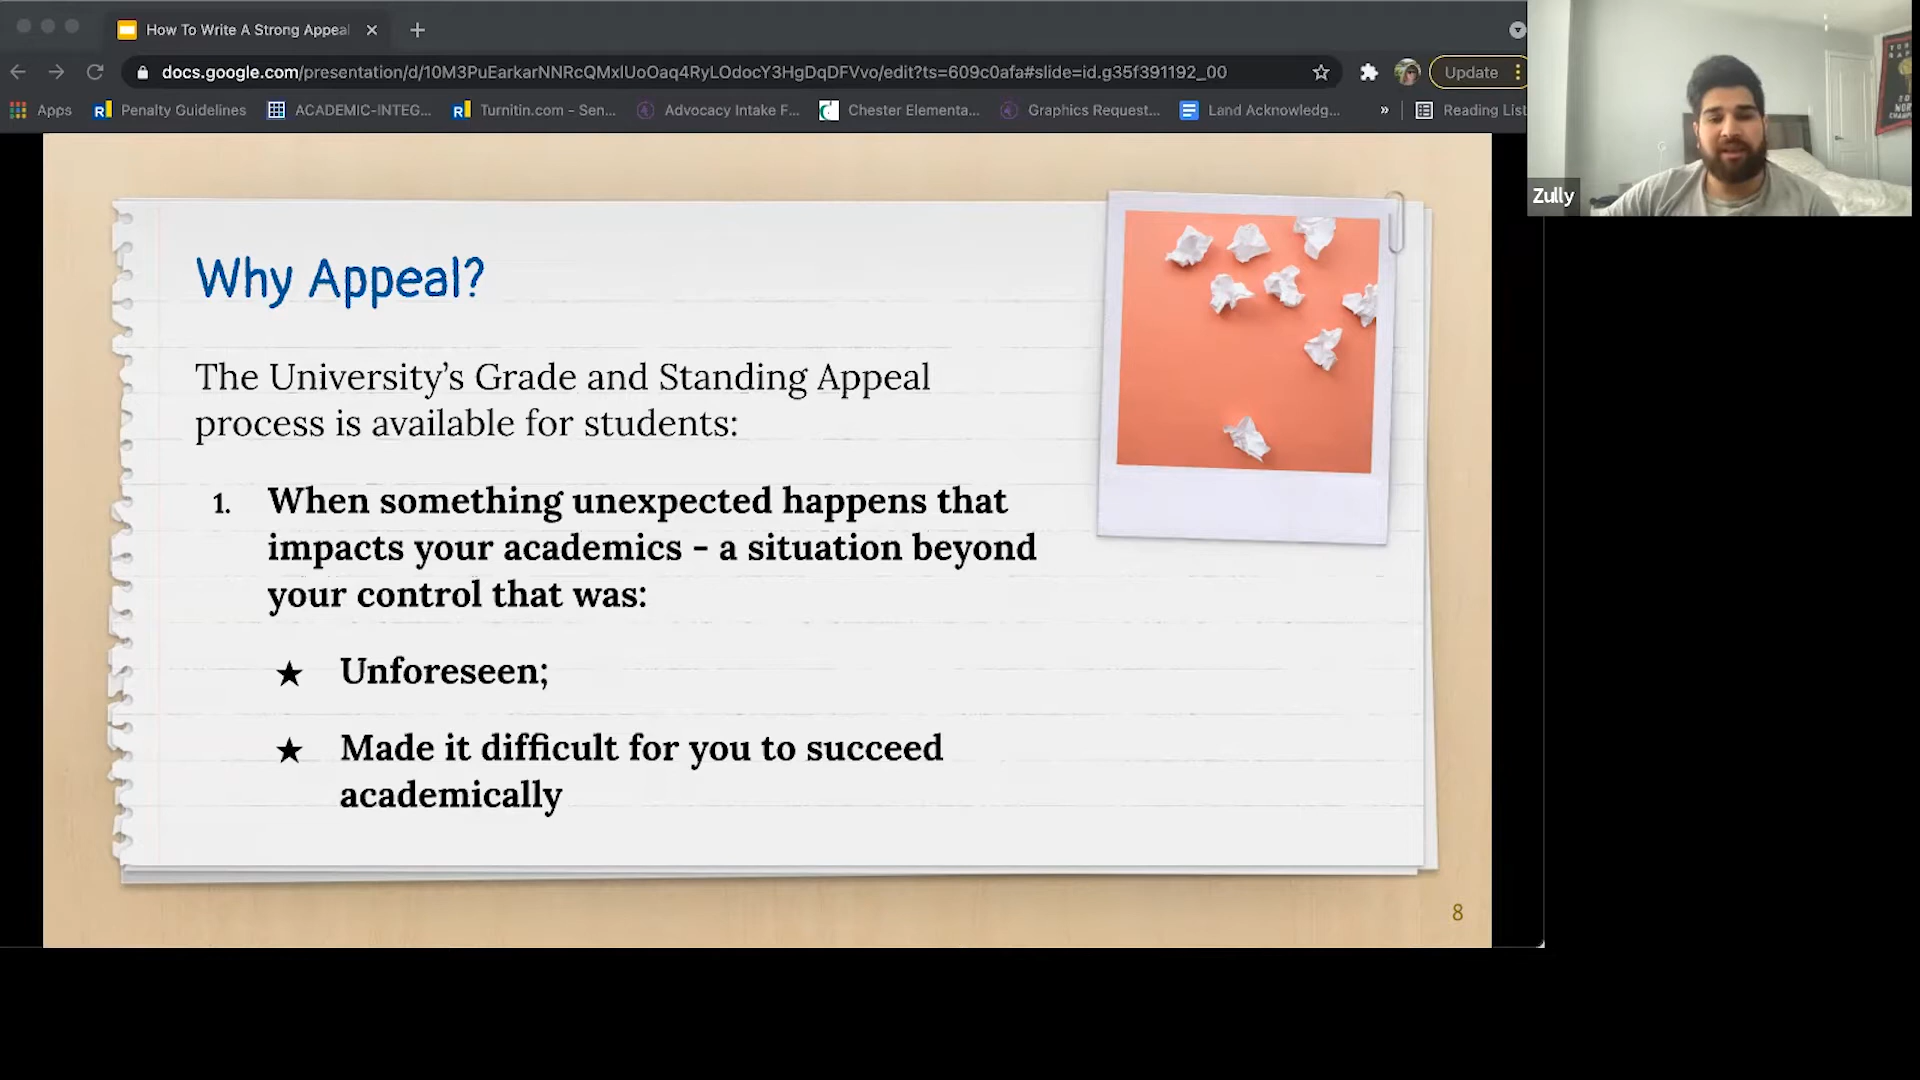 How To Write A Strong Appeal
docs.google.com/presentation/d/10M3PuEarkarNNRcQMxlUoOaq4RyLOdocY3HgDqDFVvo/edit?ts=609c0afa#slide=id.g35f391192_00
Update
Apps
Penalty Guidelines
ACADEMIC-INTEG...
Turnitin.com - Sen...
Advocacy Intake F...
Chester Elementa...
Graphics Request...
Land Acknowledg...
»
Reading List
Zully
Why Appeal?
The University's Grade and Standing Appeal
process is available for students:
1. When something unexpected happens that
impacts your academics - a situation beyond
your control that was:
★ Unforeseen;
★ Made it difficult for you to succeed
academically
8